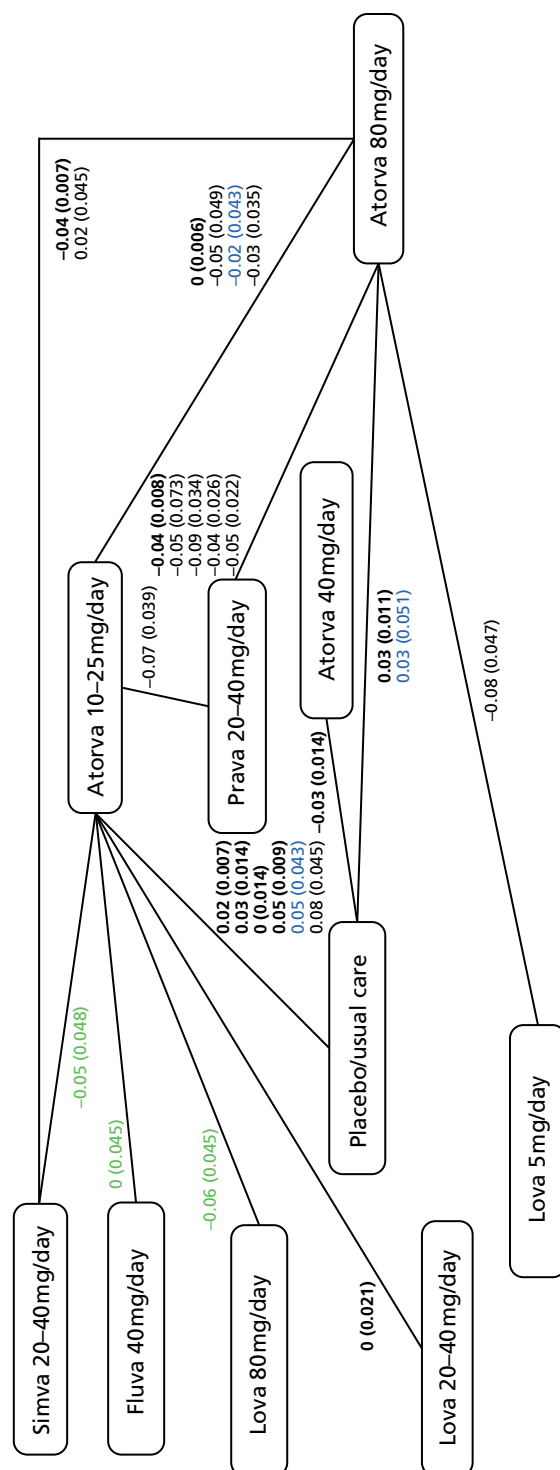 Simva 20–40mg/day
Fluva 40mg/day
Lova 80mg/day
Lova 20–40mg/day
–0.05 (0.048)
0 (0.045)
–0.06 (0.045)
0 (0.021)
Placebo/usual care
Lova 5mg/day
Atorva 10–25mg/day
Prava 20–40mg/day
0.02 (0.007)
0.03 (0.014)
0 (0.014)
0.05 (0.009)
0.05 (0.043)
0.08 (0.045)
–0.03 (0.014)
–0.07 (0.039)
–0.04 (0.008)
–0.05 (0.073)
–0.09 (0.034)
–0.04 (0.026)
–0.05 (0.022)
Atorva 40mg/day
0.03 (0.011)
0.03 (0.051)
–0.08 (0.047)
0 (0.006)
–0.05 (0.049)
–0.02 (0.043)
–0.03 (0.035)
–0.04 (0.007)
0.02 (0.045)
Atorva 80mg/day